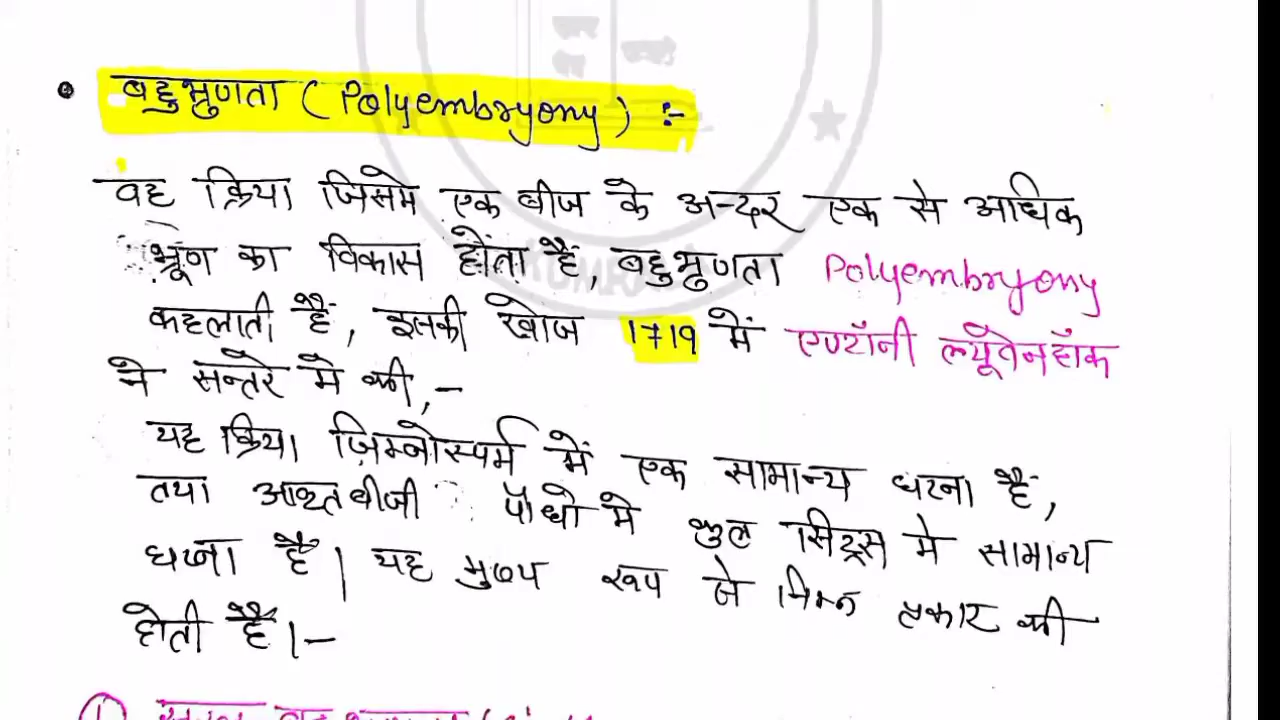 • बहुभ्रुणता (Polyembryony) :-
वह क्रिया जिसमे एक बीज के अन्दर एक से अधिक
भ्रूण का विकास होता है, बहुभ्रुणता Polyembryony
कहलाती है, इसकी खोज 1719 में एण्टॉनी ल्यूवेनहॉक
ने सन्तरे मे की,-
यह क्रिया ज़िम्नोस्पर्म में एक सामान्य घटना है,
तथा आवृतबीजी पौधो मे कुल सिट्रस मे सामान्य
घटना है। यह मुख्य रूप से निम्न प्रकार की
होती है।-